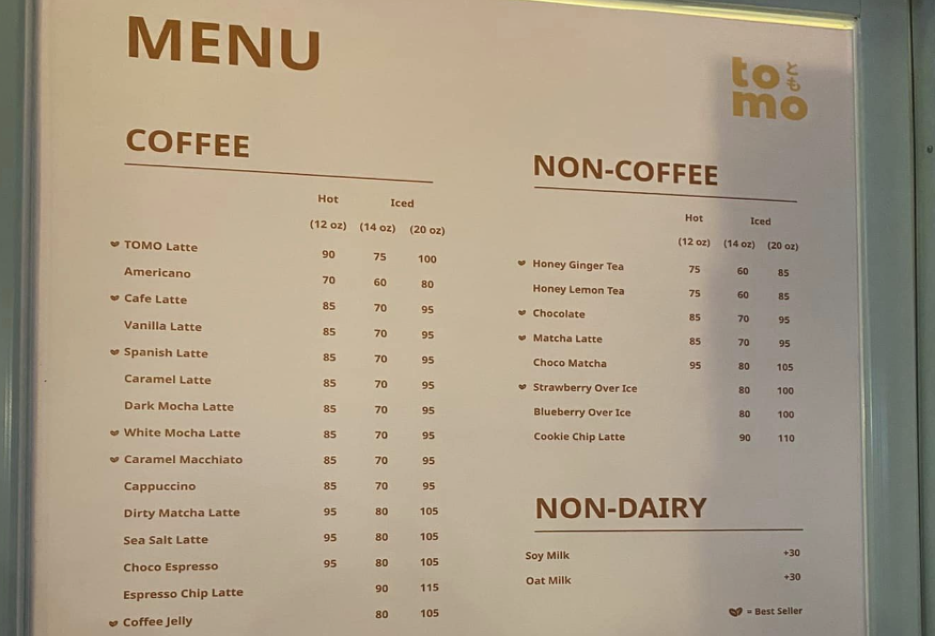 MENU
to とも
mo
COFFEE
Hot Iced
(12 oz) (14 oz) (20 oz)
TOMO Latte 90 75 100
Americano 70 60 80
Cafe Latte 85 70 95
Vanilla Latte 85 70 95
Spanish Latte 85 70 95
Caramel Latte 85 70 95
Dark Mocha Latte 85 70 95
White Mocha Latte 85 70 95
Caramel Macchiato 85 70 95
Cappuccino 85 70 95
Dirty Matcha Latte 95 80 105
Sea Salt Latte 95 80 105
Choco Espresso 95 80 105
Espresso Chip Latte 90 115
Coffee Jelly 80 105
NON-COFFEE
Hot Iced
(12 oz) (14 oz) (20 oz)
Honey Ginger Tea 75 60 85
Honey Lemon Tea 75 60 85
Chocolate 85 70 95
Matcha Latte 85 70 95
Choco Matcha 95 80 105
Strawberry Over Ice 80 100
Blueberry Over Ice 80 100
Cookie Chip Latte 90 110
NON-DAIRY
Soy Milk +30
Oat Milk +30
= Best Seller